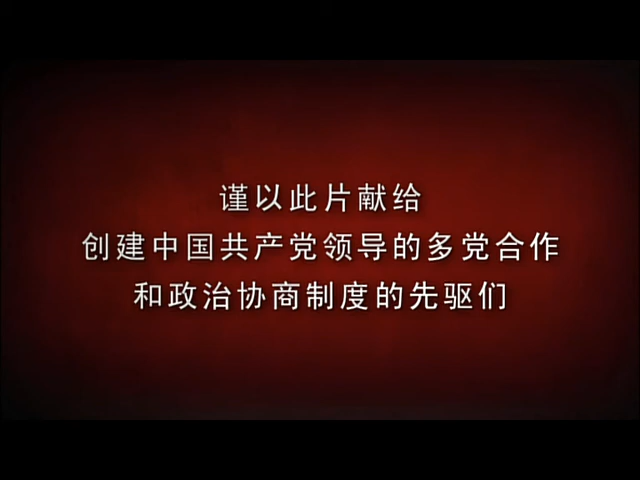 谨以此片献给
创建中国共产党领导的多党合作
和政治协商制度的先驱们